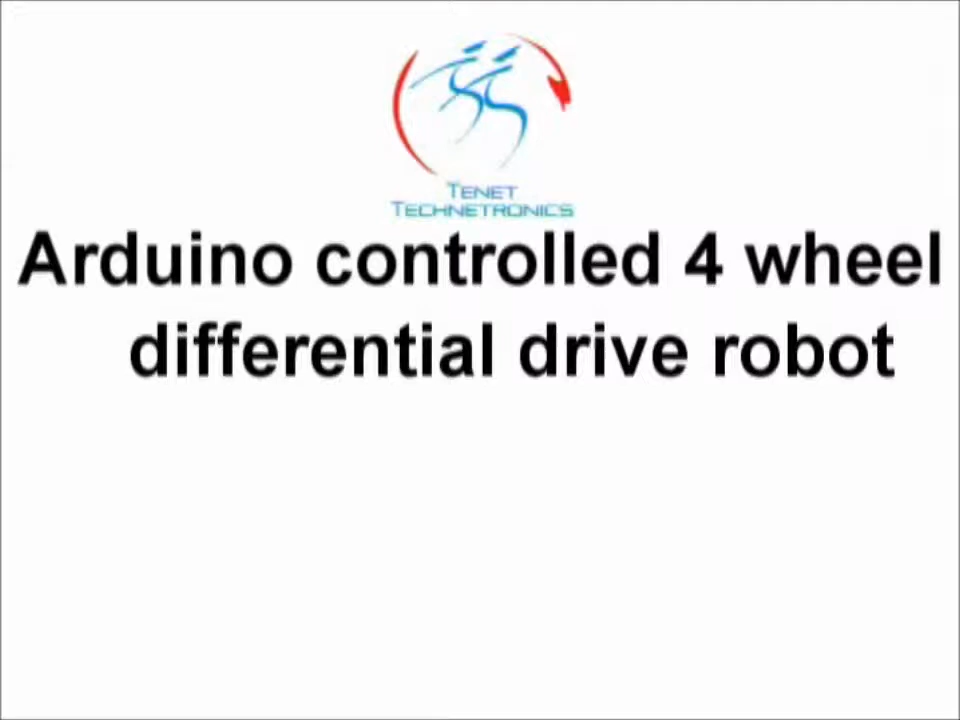 TENET
TECHNETRONICS
Arduino controlled 4 wheel
differential drive robot